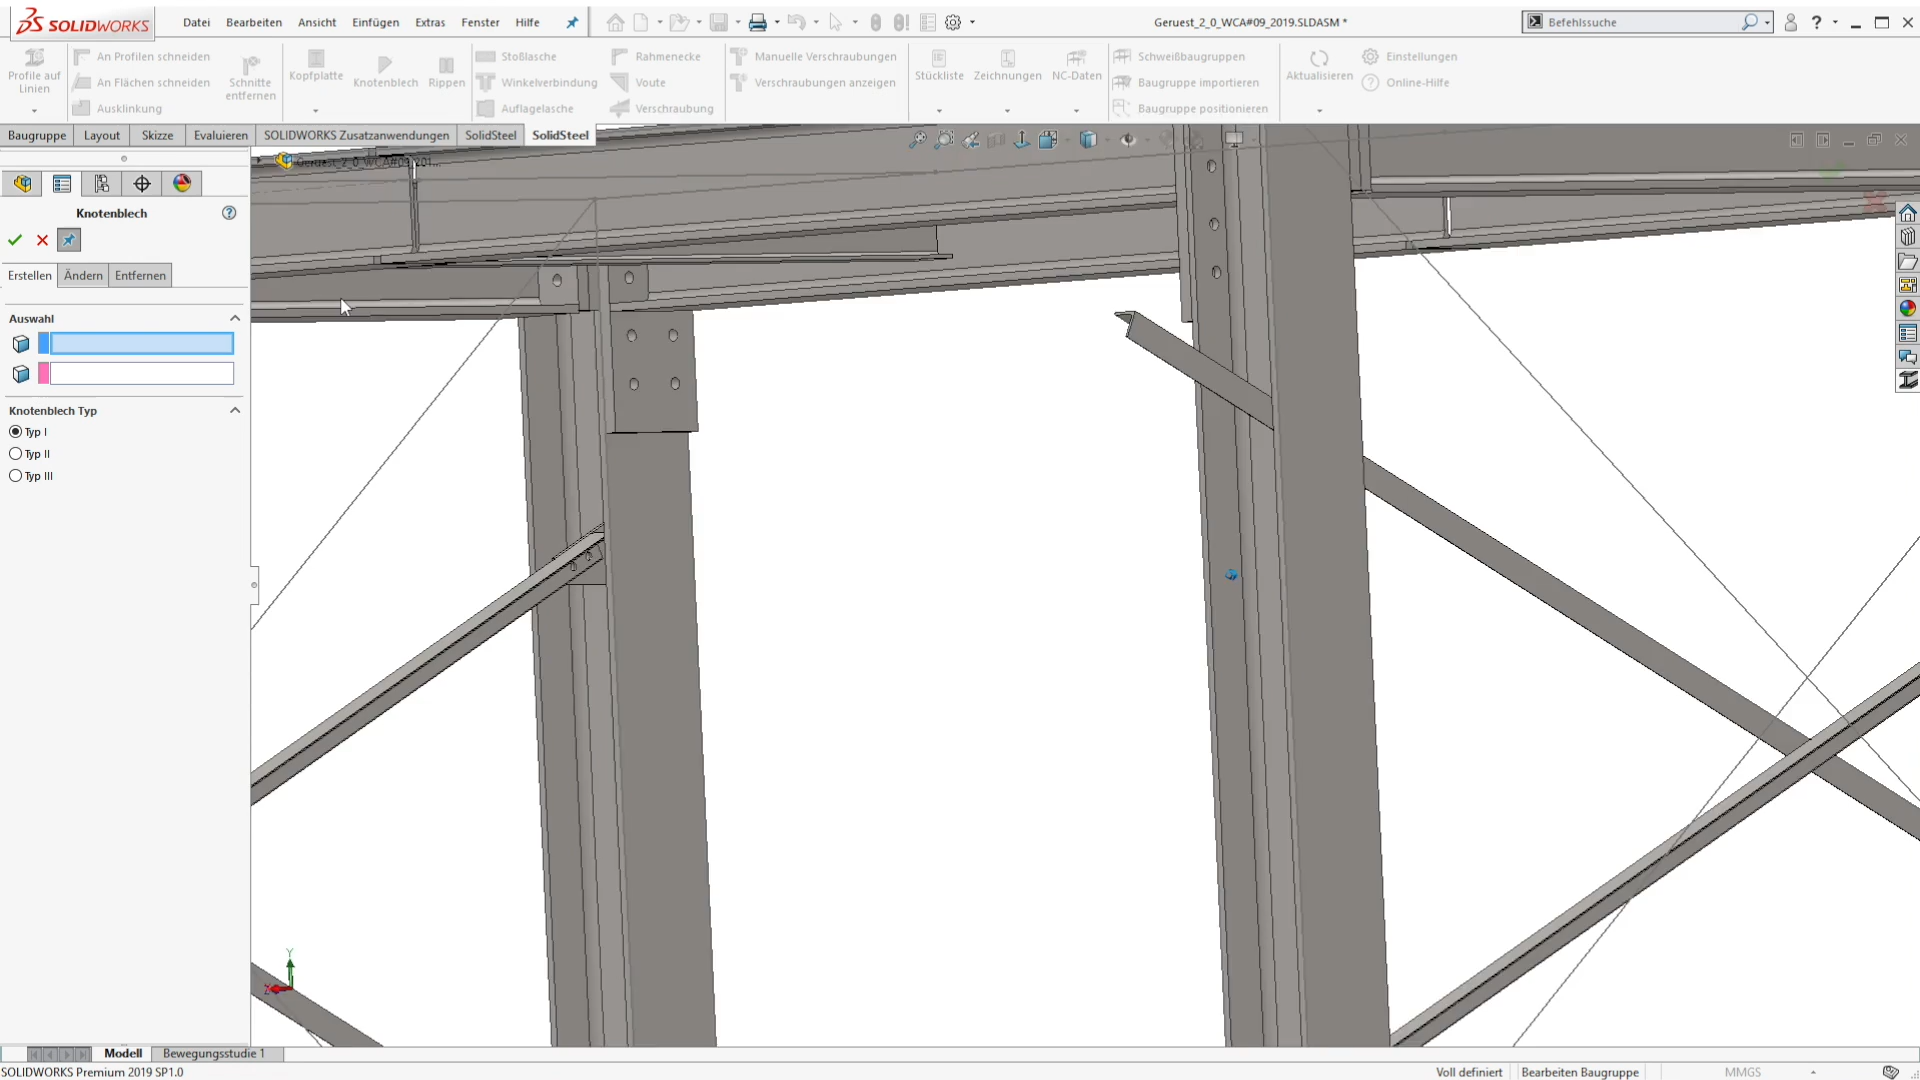 SOLIDWORKS
Datei Bearbeiten Ansicht Einfügen Extras Fenster Hilfe
Geruest_2_0_WCA#09_2019.SLDASM *
Befehlssuche
Profile auf Linien
An Profilen schneiden
An Flächen schneiden
Ausklinkung
Schnitte entfernen
Kopfplatte
Knotenblech
Rippen
Stoßlasche
Winkelverbindung
Auflagelasche
Rahmenecke
Voute
Verschraubung
Manuelle Verschraubungen
Verschraubungen anzeigen
Stückliste
Zeichnungen
NC-Daten
Schweißbaugruppen
Baugruppe importieren
Baugruppe positionieren
Aktualisieren
Einstellungen
Online-Hilfe
Baugruppe Layout Skizze Evaluieren SOLIDWORKS Zusatzanwendungen SolidSteel SolidSteel
Geruest_2_0_WCA#09_201...
Knotenblech
Erstellen Ändern Entfernen
Auswahl
Knotenblech Typ
Typ I
Typ II
Typ III
Y
Z
Modell Bewegungsstudie 1
SOLIDWORKS Premium 2019 SP1.0
Voll definiert Bearbeiten Baugruppe MMGS